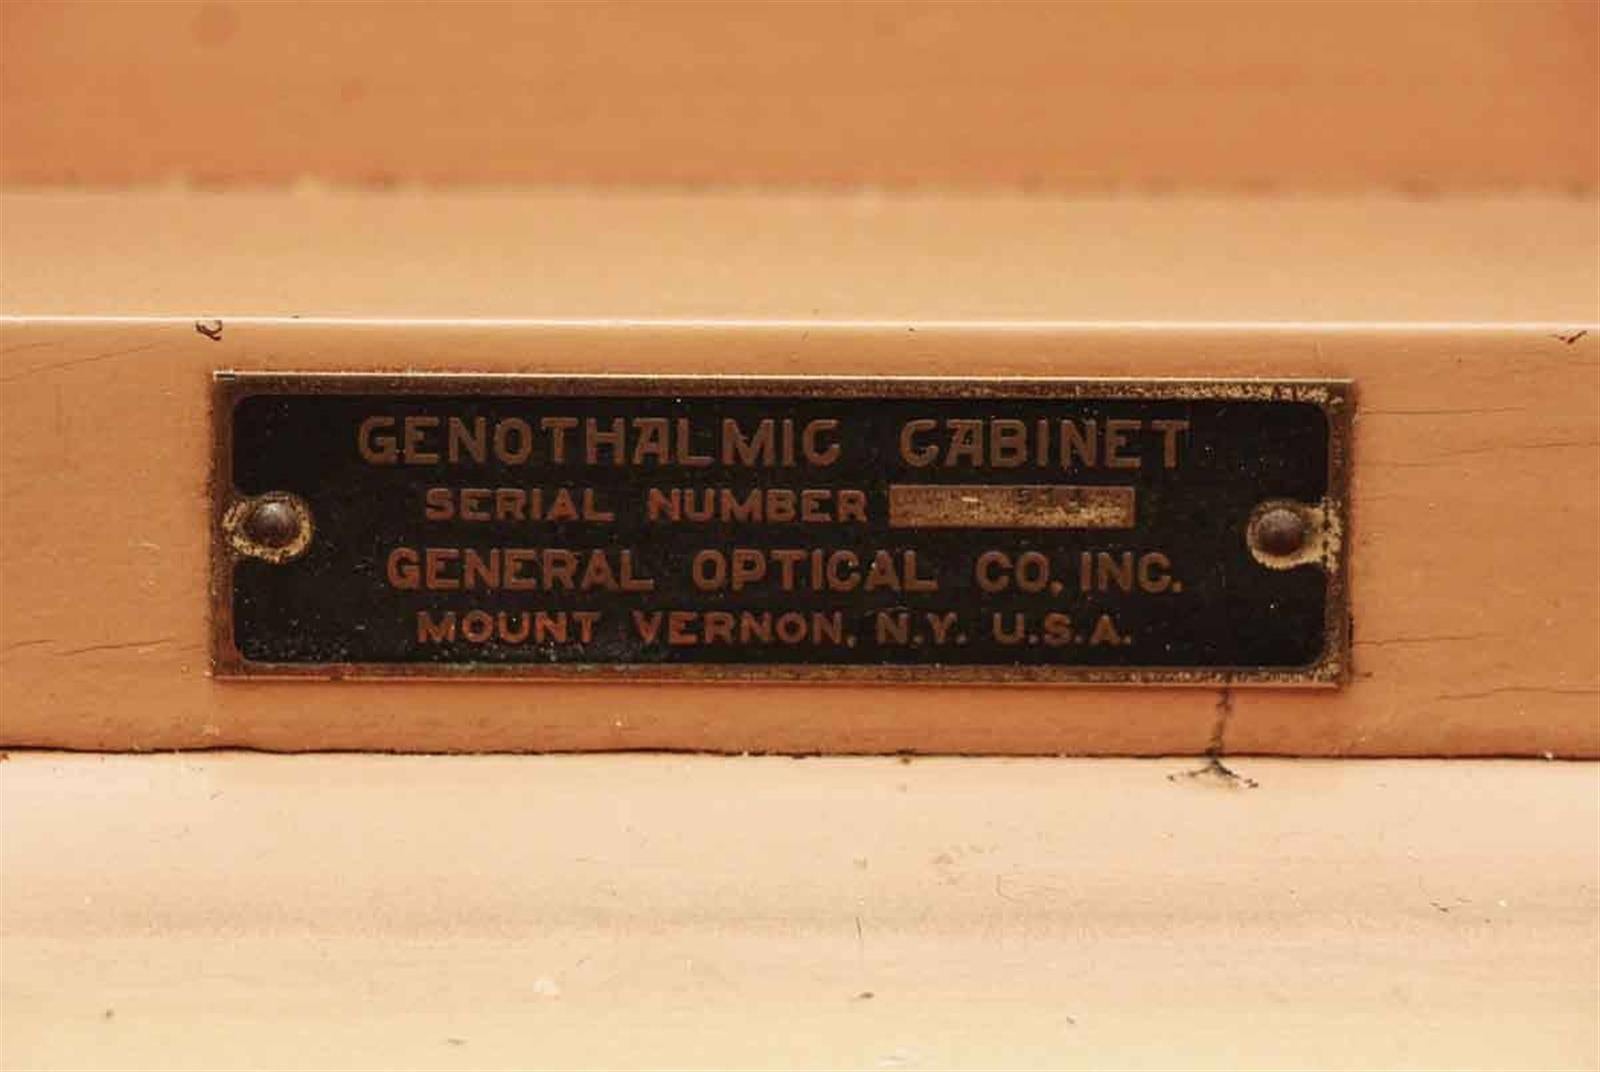 GENOTHALMIC CABINET
SERIAL NUMBER
GENERAL OPTICAL CO, INC.
MOUNT VERNON, N.Y. U.S.A.